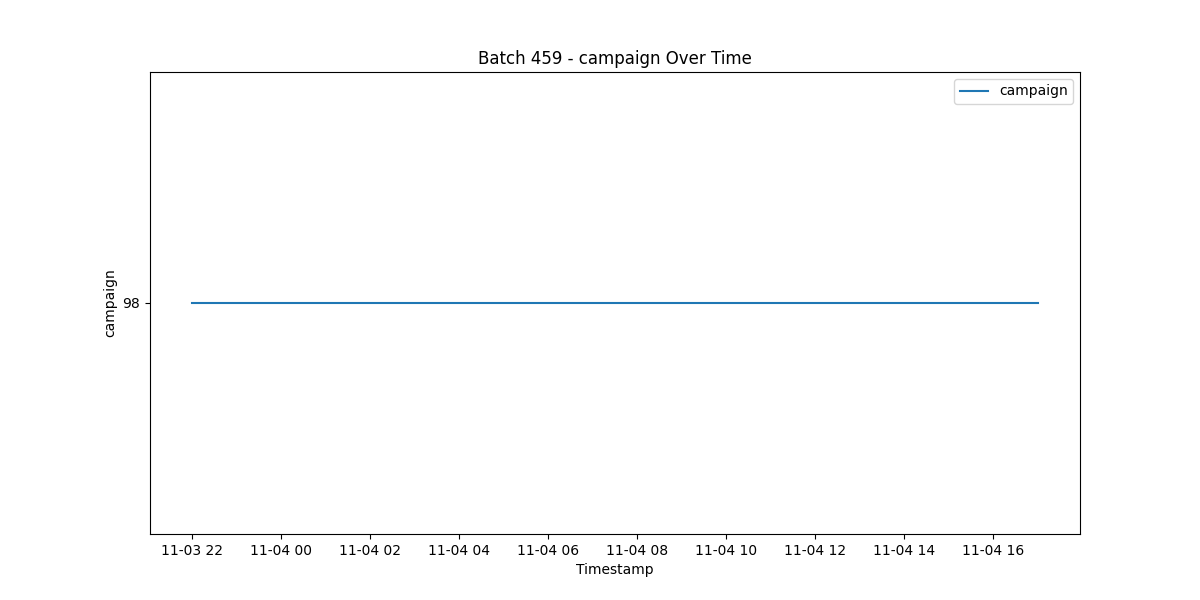 Batch 459 - campaign Over Time
campaign
campaign
98
11-03 22 11-04 00 11-04 02 11-04 04 11-04 06 11-04 08 11-04 10 11-04 12 11-04 14 11-04 16
Timestamp